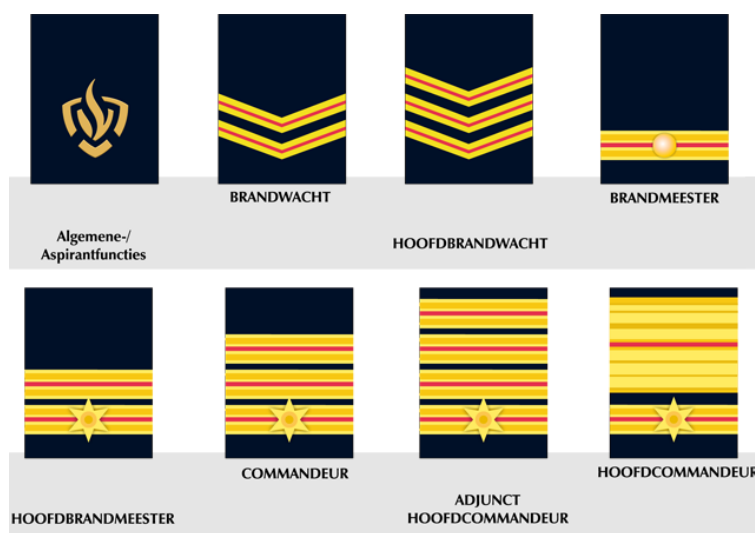 Algemene-/
Aspirantfuncties
BRANDWACHT
HOOFDBRANDWACHT
BRANDMEESTER
HOOFDBRANDMEESTER
COMMANDEUR
ADJUNCT
HOOFDCOMMANDEUR
HOOFDCOMMANDEUR